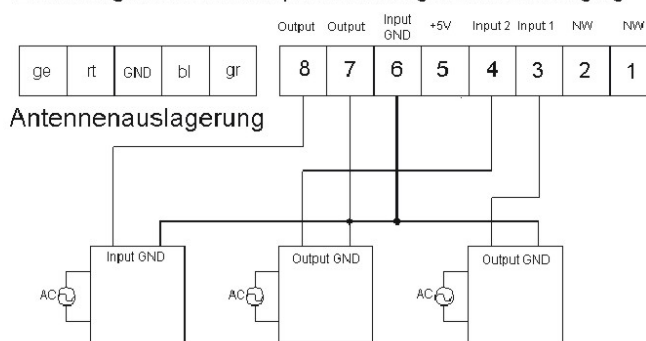 Output Output Input GND +5V Input 2 Input 1 NW NW
ge rt GND bl gr 8 7 6 5 4 3 2 1
Antennenauslagerung
Input GND Output GND Output GND
AC AC AC